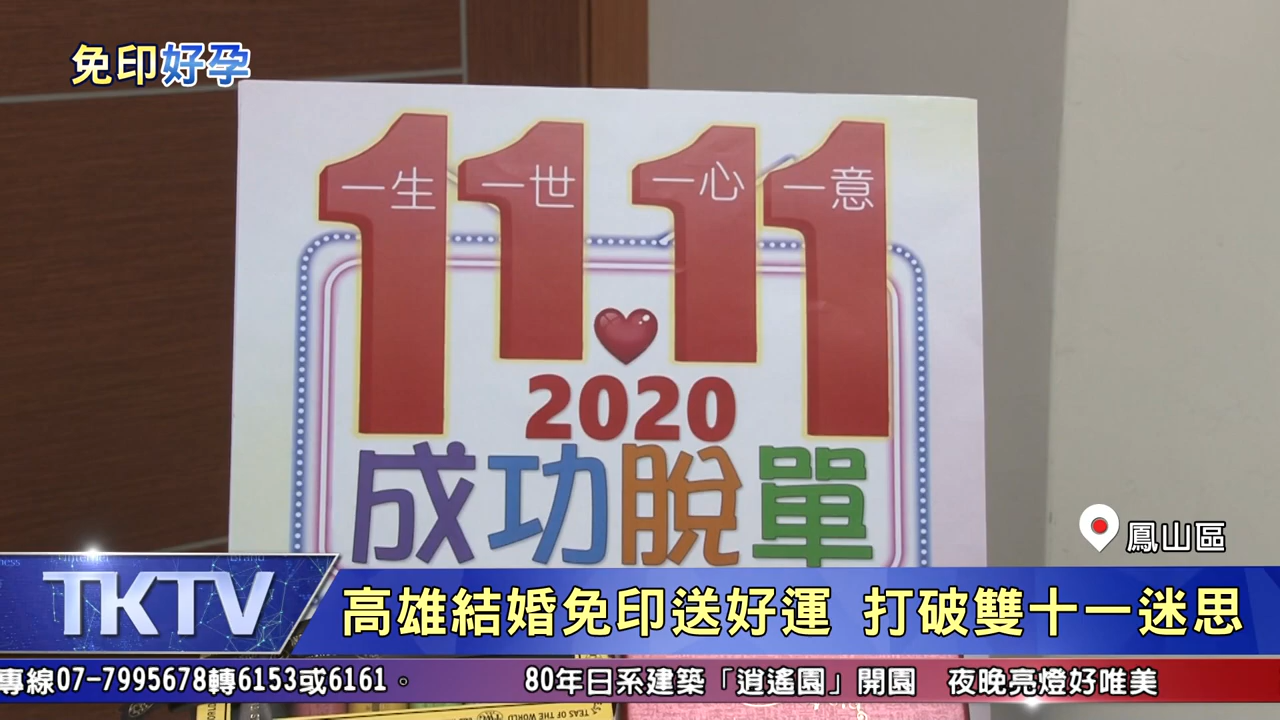 免印好孕
11.11
一生 一世 一心 一意
2020
成功脫單
鳳山區
TKTV
高雄結婚免印送好運 打破雙十一迷思
專線07-7995678轉6153或6161。 80年日系建築「逍遙園」開園 夜晚亮燈好唯美
TEAS OF THE WORLD